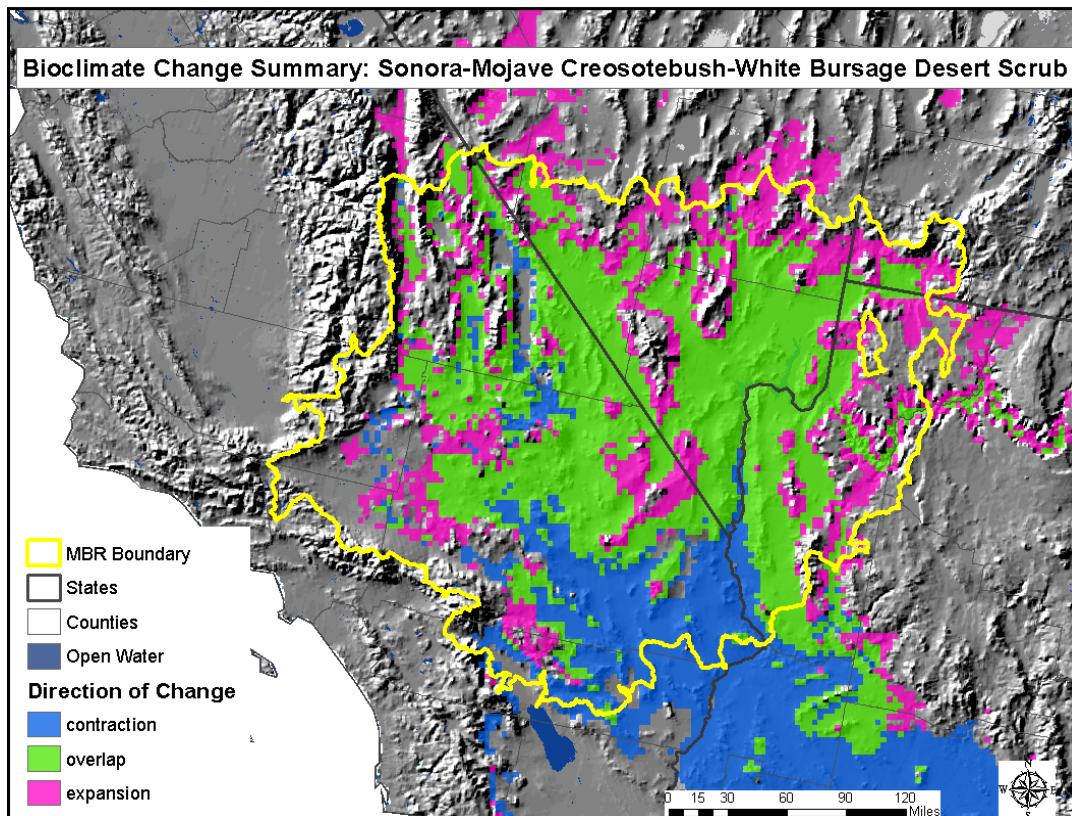 Bioclimate Change Summary: Sonora-Mojave Creosotebush-White Bursage Desert Scrub
MBR Boundary
States
Counties
Open Water
Direction of Change
contraction
overlap
expansion
N
W E
S
0 15 30 60 90 120
Miles